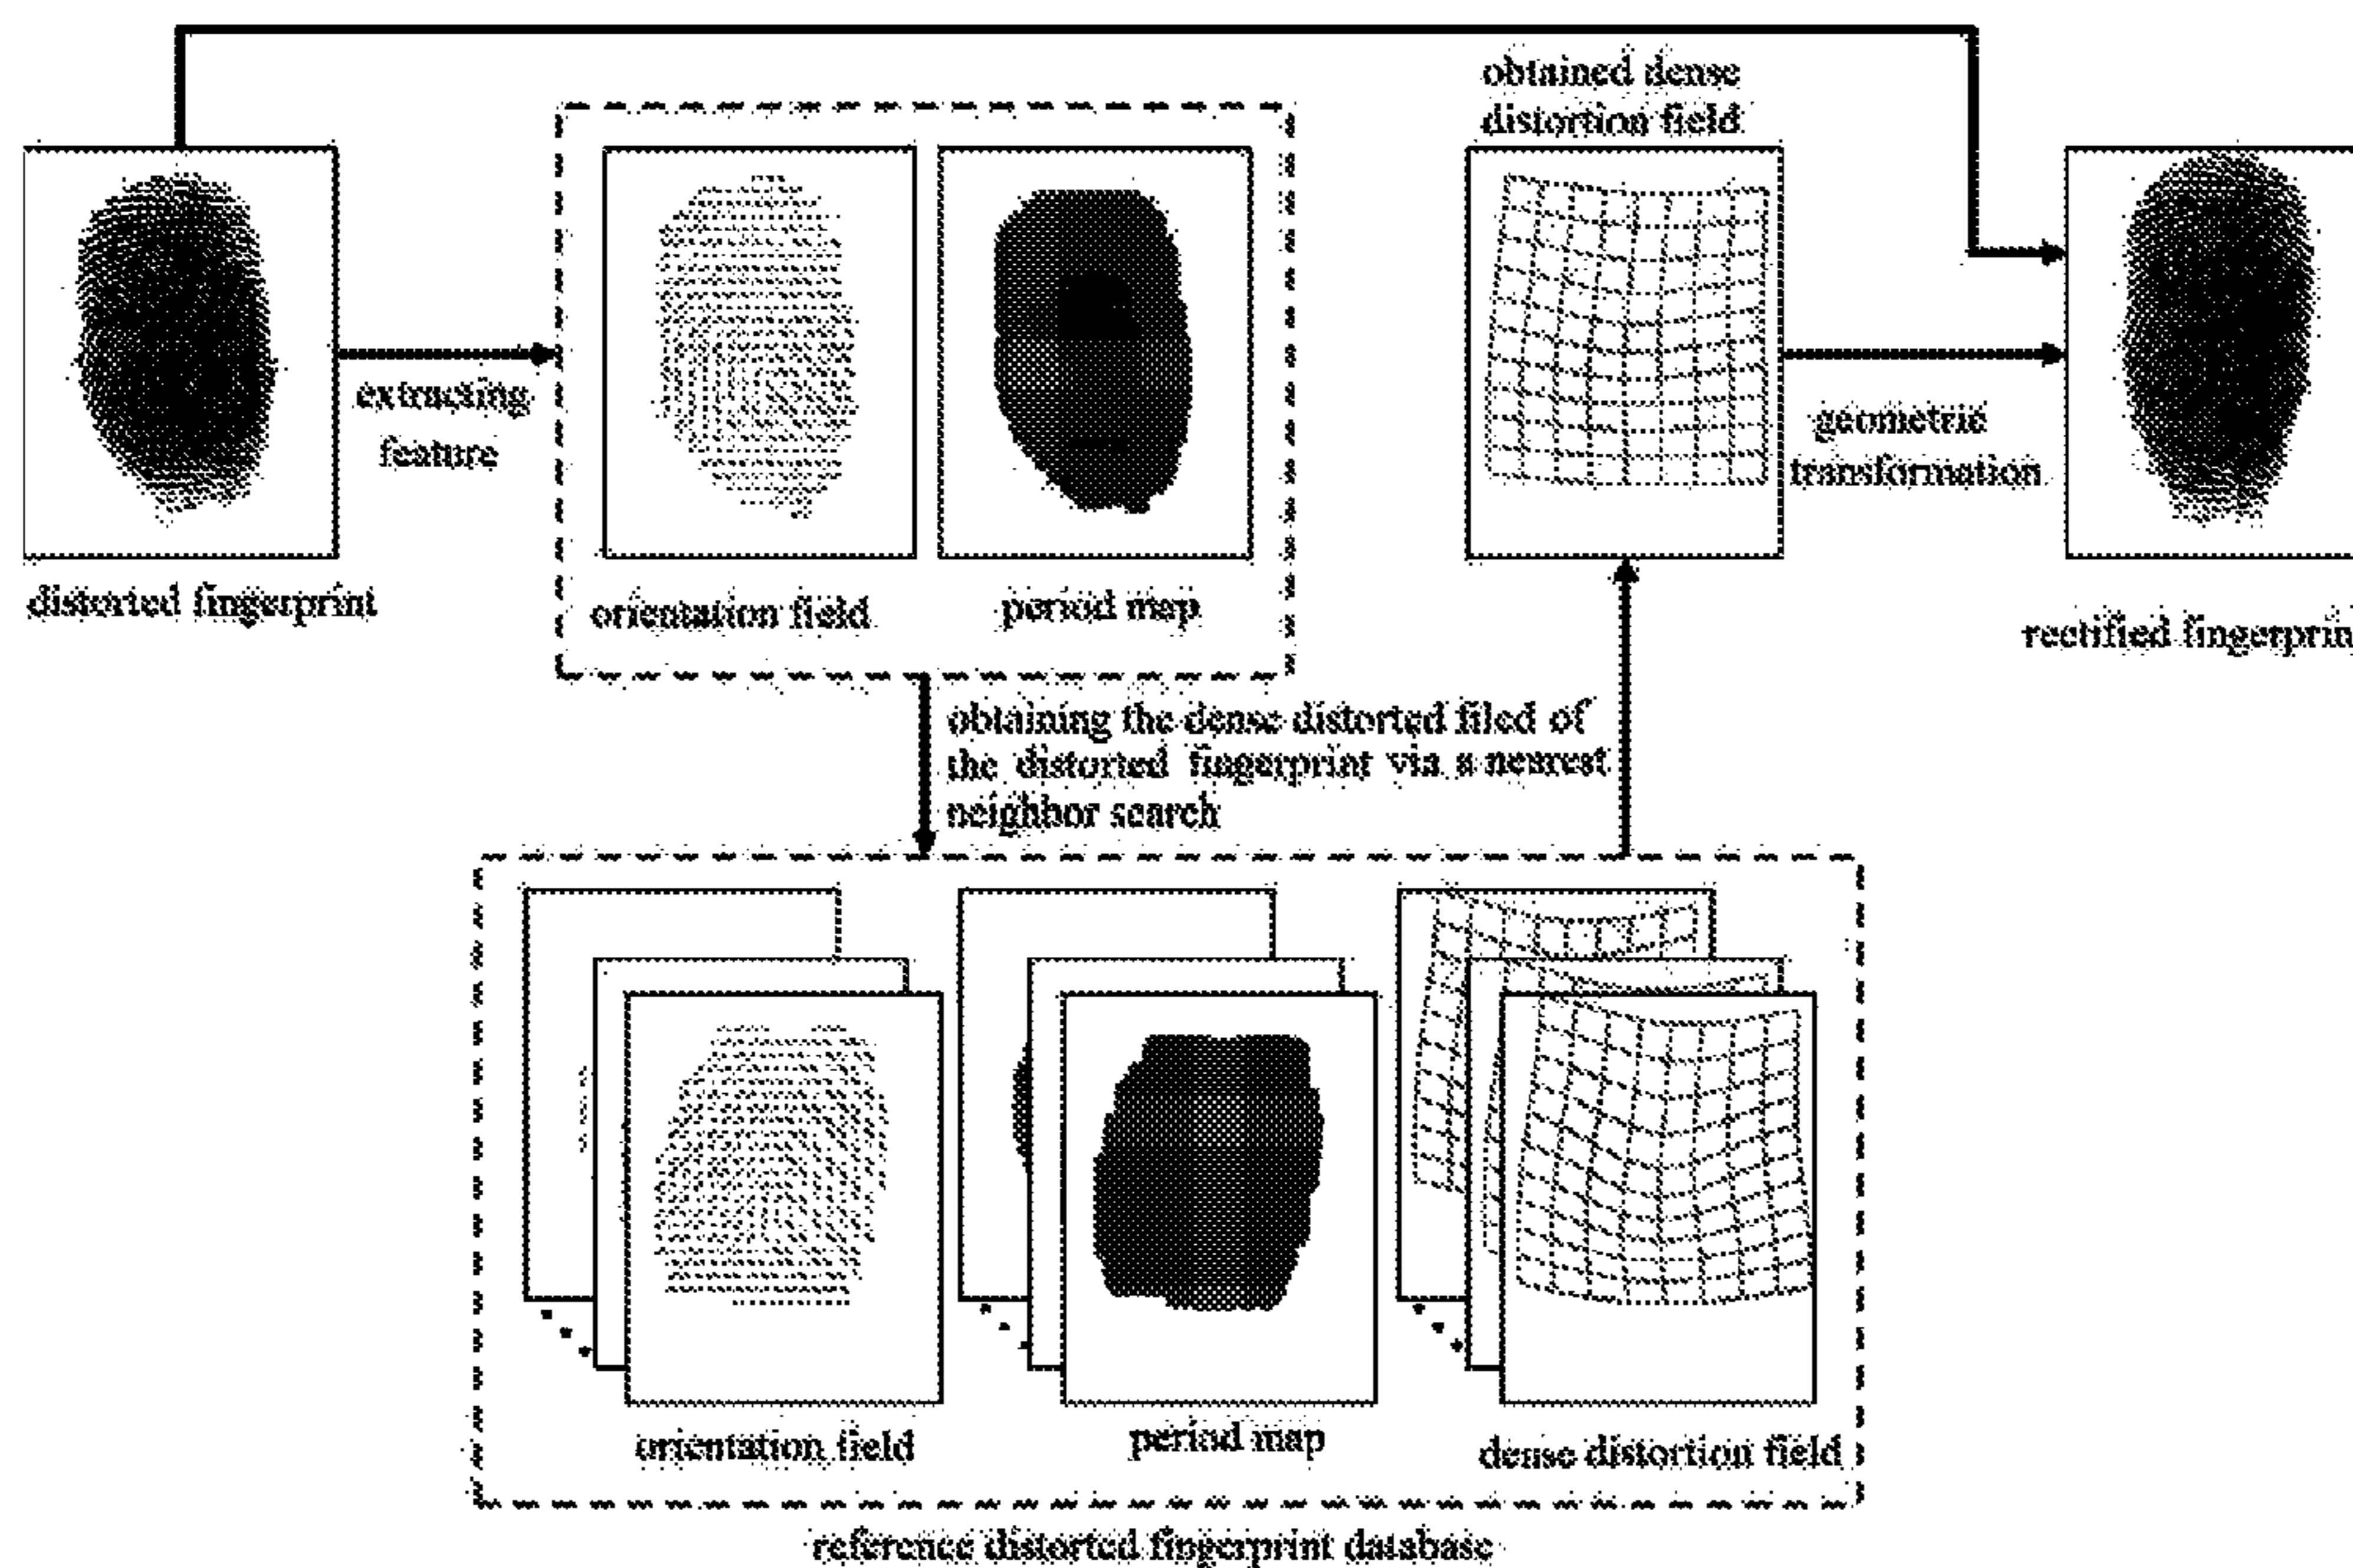 obtained dense
distortion field
extracting
feature
geometric
transformation
distorted fingerprint
orientation field
period map
rectified fingerprin
obtaining the dense distorted filed of
the distorted fingerprint via a nearest
neighbor search
orientation field
period map
dense distortion field
reference distorted fingerprint database